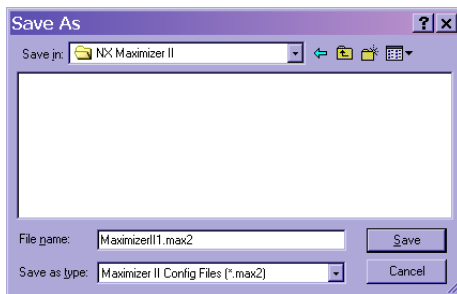 Save As
Save in: NX Maximizer II
File name: MaximizerII1.max2 Save
Save as type: Maximizer II Config Files (*.max2) Cancel